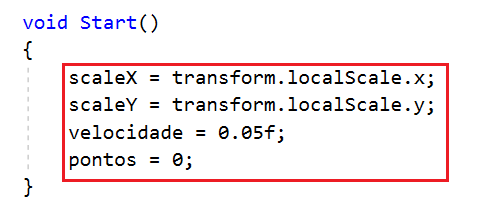 void Start()
{
scaleX = transform.localScale.x;
scaleY = transform.localScale.y;
velocidade = 0.05f;
pontos = 0;
}